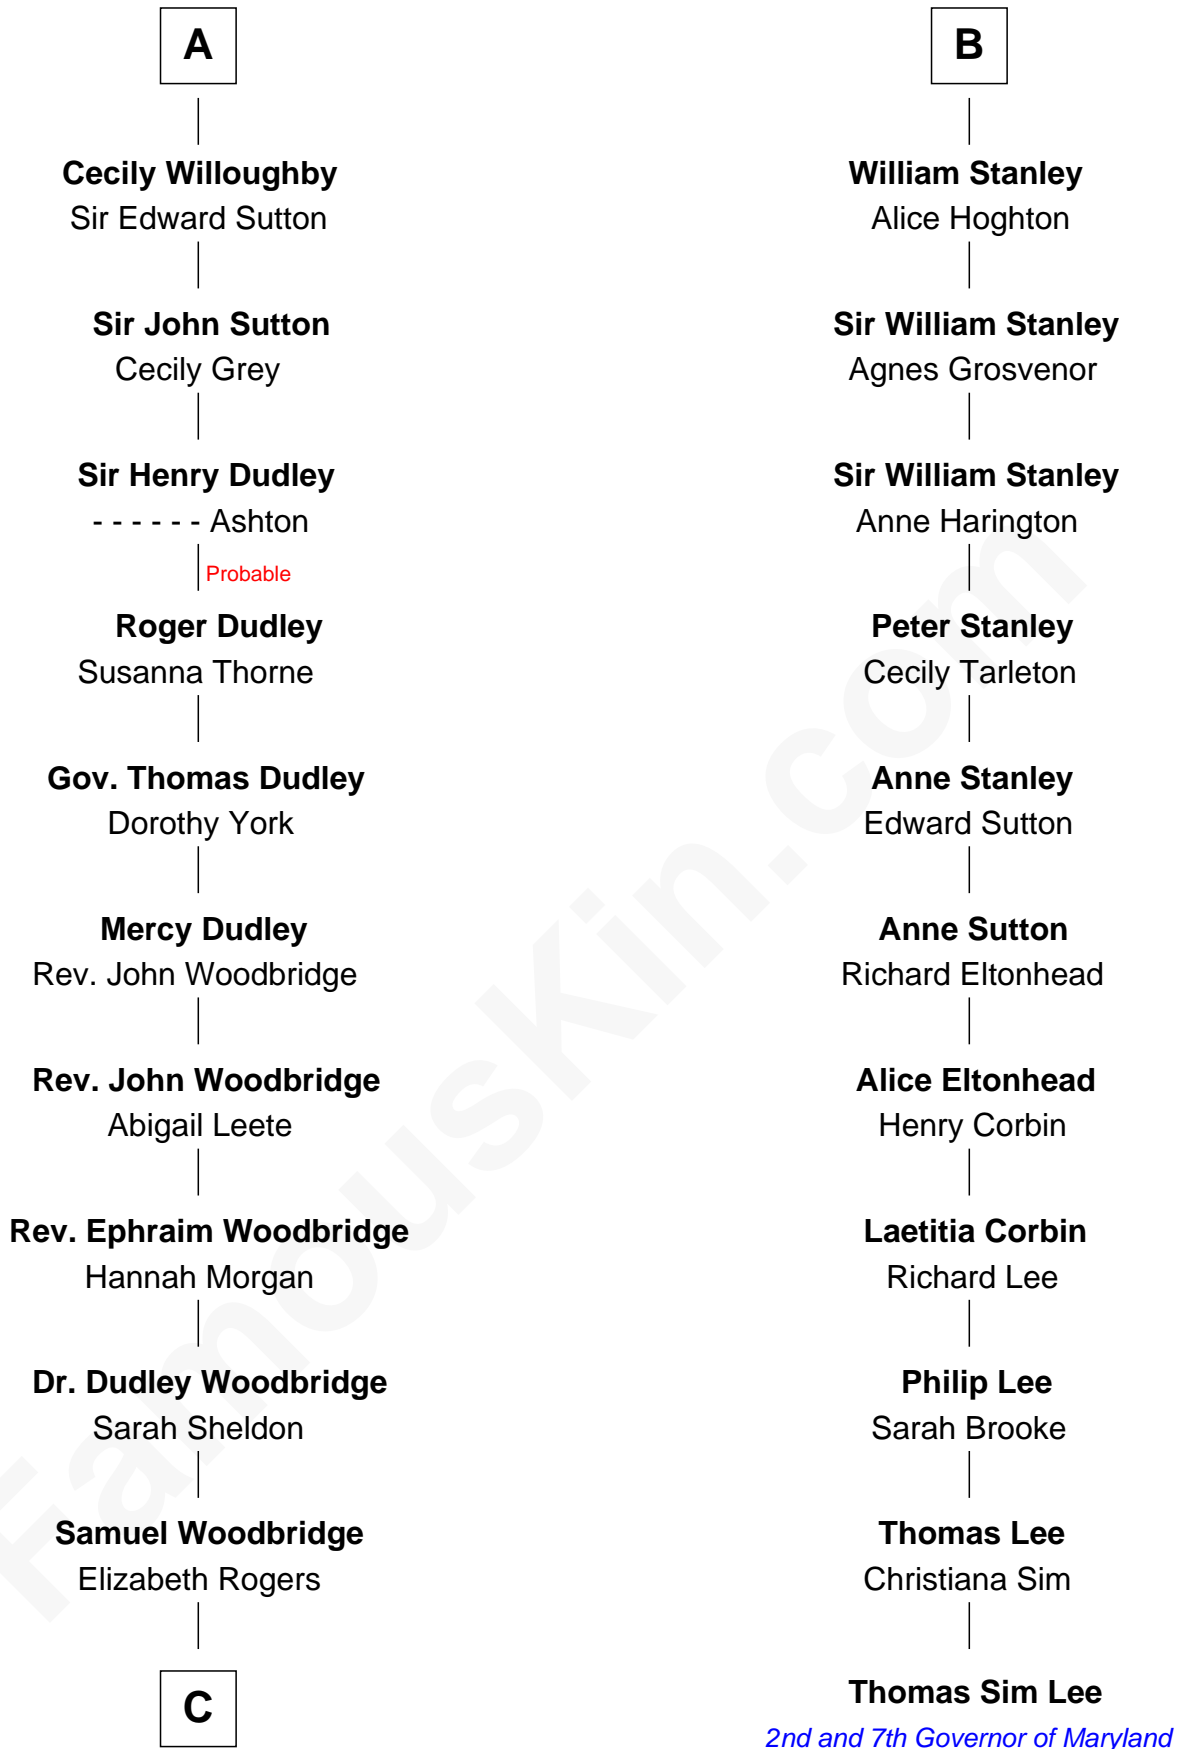 A
Cecily Willoughby
Sir Edward Sutton
Sir John Sutton
Cecily Grey
Sir Henry Dudley
- - - - - - Ashton
Probable
Roger Dudley
Susanna Thorne
Gov. Thomas Dudley
Dorothy York
Mercy Dudley
Rev. John Woodbridge
Rev. John Woodbridge
Abigail Leete
Rev. Ephraim Woodbridge
Hannah Morgan
Dr. Dudley Woodbridge
Sarah Sheldon
Samuel Woodbridge
Elizabeth Rogers
C
B
William Stanley
Alice Hoghton
Sir William Stanley
Agnes Grosvenor
Sir William Stanley
Anne Harington
Peter Stanley
Cecily Tarleton
Anne Stanley
Edward Sutton
Anne Sutton
Richard Eltonhead
Alice Eltonhead
Henry Corbin
Laetitia Corbin
Richard Lee
Philip Lee
Sarah Brooke
Thomas Lee
Christiana Sim
Thomas Sim Lee
2nd and 7th Governor of Maryland
FamousKin.com